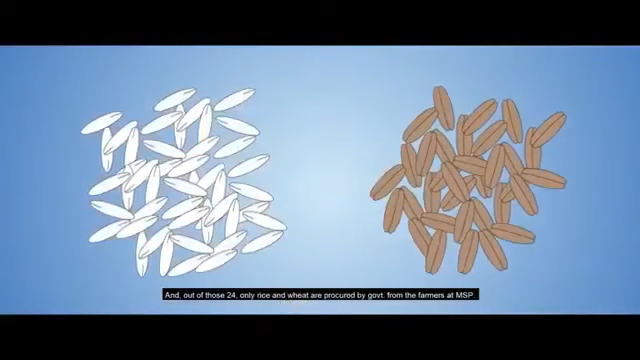 And, out of those 24, only rice and wheat are procured by govt. from the farmers at MSP.